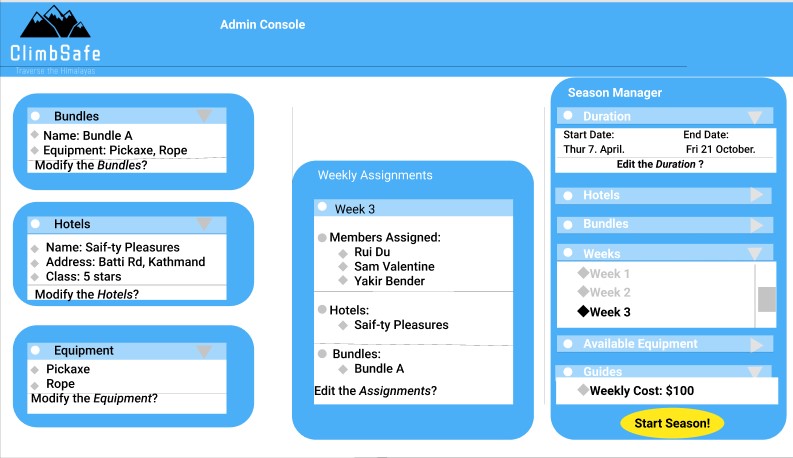 Admin Console
ClimbSafe
Traverse the Himalayas
Bundles
Name: Bundle A
Equipment: Pickaxe, Rope
Modify the Bundles?
Hotels
Name: Saif-ty Pleasures
Address: Batti Rd, Kathmand
Class: 5 stars
Modify the Hotels?
Equipment
Pickaxe
Rope
Modify the Equipment?
Weekly Assignments
Week 3
Members Assigned:
Rui Du
Sam Valentine
Yakir Bender
Hotels:
Saif-ty Pleasures
Bundles:
Bundle A
Edit the Assignments?
Season Manager
Duration
Start Date: End Date:
Thur 7. April. Fri 21 October.
Edit the Duration ?
Hotels
Bundles
Weeks
Week 1
Week 2
Week 3
Available Equipment
Guides
Weekly Cost: $100
Start Season!